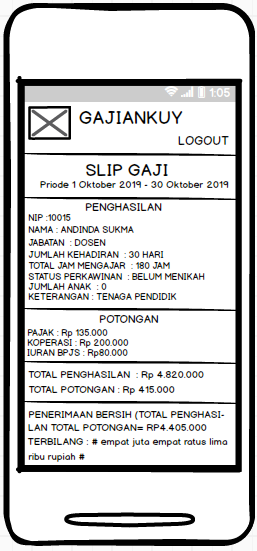 1:05
GAJIANKUY
LOGOUT
SLIP GAJI
Priode 1 Oktober 2019 - 30 Oktober 2019
PENGHASILAN
NIP :10015
NAMA : ANDINDA SUKMA
JABATAN : DOSEN
JUMLAH KEHADIRAN : 30 HARI
TOTAL JAM MENGAJAR : 180 JAM
STATUS PERKAWINAN : BELUM MENIKAH
JUMLAH ANAK : 0
KETERANGAN : TENAGA PENDIDIK
POTONGAN
PAJAK : Rp 135.000
KOPERASI : Rp 200.000
IURAN BPJS : Rp80.000
TOTAL PENGHASILAN : Rp 4.820.000
TOTAL POTONGAN : Rp 415.000
PENERIMAAN BERSIH (TOTAL PENGHASI-
LAN TOTAL POTONGAN= RP4.405.000
TERBILANG : # empat juta empat ratus lima
ribu rupiah #